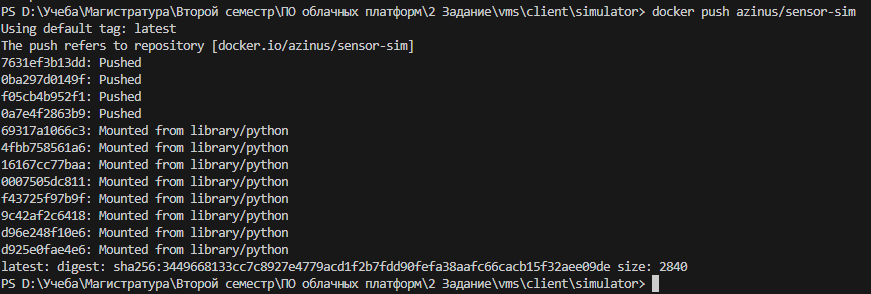 PS D:\Учеба\Магистратура\Второй семестр\ПО облачных платформ\2 Задание\vms\client\simulator> docker push azinus/sensor-sim
Using default tag: latest
The push refers to repository [docker.io/azinus/sensor-sim]
7631ef3b13dd: Pushed
0ba297d0149f: Pushed
f05cb4b952f1: Pushed
0a7e4f2863b9: Pushed
69317a1066c3: Mounted from library/python
4fbb758561a6: Mounted from library/python
16167cc77baa: Mounted from library/python
0007505dc811: Mounted from library/python
f43725f97b9f: Mounted from library/python
9c42af2c6418: Mounted from library/python
d96e248f10e6: Mounted from library/python
d925e0fae4e6: Mounted from library/python
latest: digest: sha256:3449668133cc7c8927e4779acd1f2b7fdd90fefa38aafc66cacb15f32aee09de size: 2840
PS D:\Учеба\Магистратура\Второй семестр\ПО облачных платформ\2 Задание\vms\client\simulator>